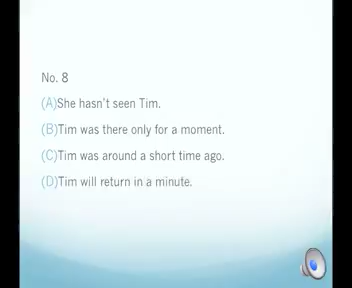 No. 8
(A)She hasn't seen Tim.
(B)Tim was there only for a moment.
(C)Tim was around a short time ago.
(D)Tim will return in a minute.